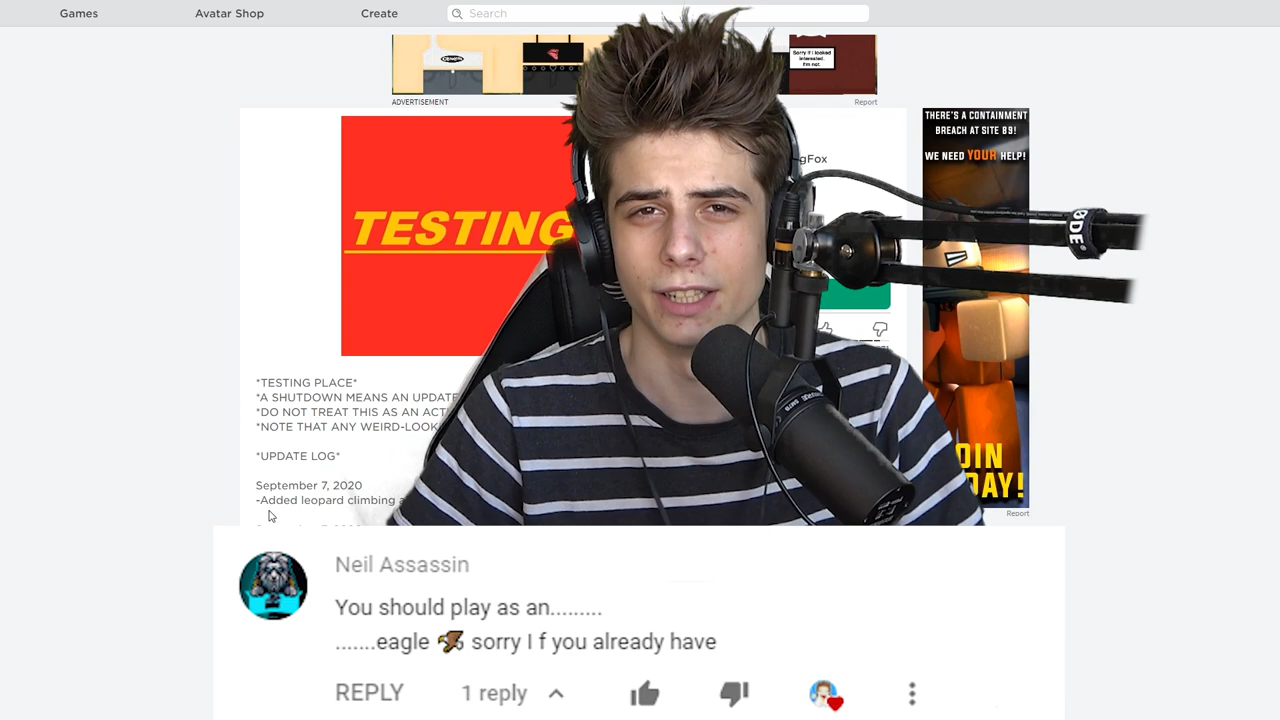 Games Avatar Shop Create Search
Sorry if I looked
interested.
I'm not.
ADVERTISEMENT Report
THERE'S A CONTAINMENT
BREACH AT SITE 89!
WE NEED YOUR HELP!
gFox
TESTING
*TESTING PLACE*
*A SHUTDOWN MEANS AN UPDATE
*DO NOT TREAT THIS AS AN ACT
*NOTE THAT ANY WEIRD-LOOK
*UPDATE LOG*
September 7, 2020
-Added leopard climbing a
OIN
DAY!
Report
Neil Assassin
You should play as an.........
.......eagle 🦅 sorry I f you already have
REPLY 1 reply